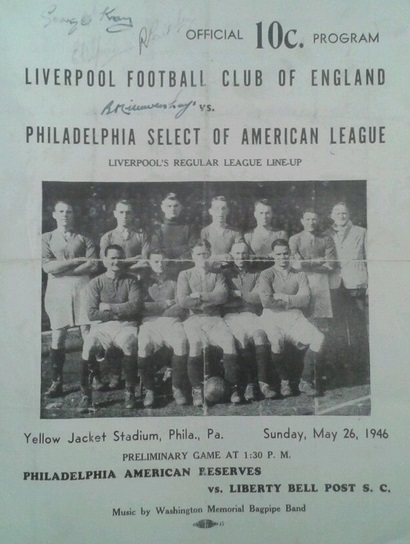 George Kay
OFFICIAL 10c. PROGRAM
LIVERPOOL FOOTBALL CLUB OF ENGLAND
vs.
PHILADELPHIA SELECT OF AMERICAN LEAGUE
LIVERPOOL'S REGULAR LEAGUE LINE-UP
Yellow Jacket Stadium, Phila., Pa. Sunday, May 26, 1946
PRELIMINARY GAME AT 1:30 P. M.
PHILADELPHIA AMERICAN RESERVES
vs. LIBERTY BELL POST S. C.
Music by Washington Memorial Bagpipe Band